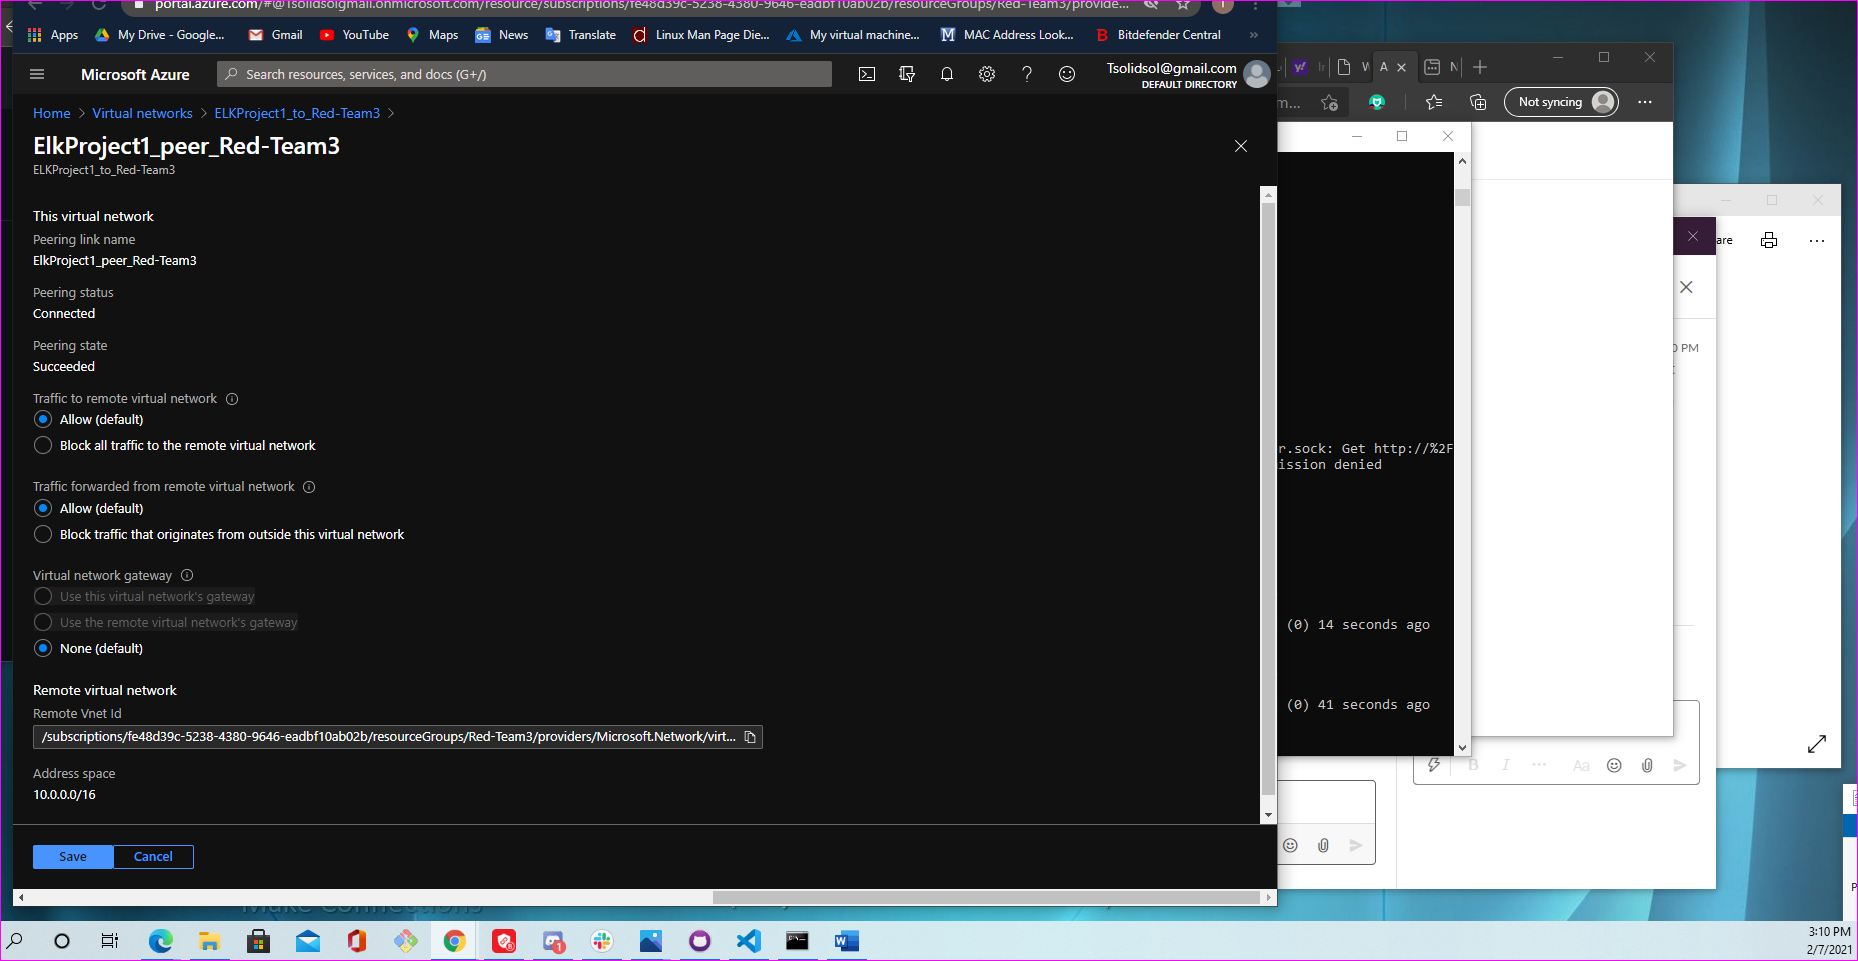 portal.azure.com/#@Tsolidsolgmail.onmicrosoft.com/resource/subscriptions/fe48d39c-5238-4380-9646-eadbf10ab02b/resourceGroups/Red-Team3/provide...
Apps
My Drive - Google...
Gmail
YouTube
Maps
News
Translate
Linux Man Page Die...
My virtual machine...
MAC Address Look...
Bitdefender Central
»
Microsoft Azure
Search resources, services, and docs (G+/)
Tsolidsol@gmail.com
DEFAULT DIRECTORY
Home > Virtual networks > ELKProject1_to_Red-Team3 >
ElkProject1_peer_Red-Team3
ELKProject1_to_Red-Team3
This virtual network
Peering link name
ElkProject1_peer_Red-Team3
Peering status
Connected
Peering state
Succeeded
Traffic to remote virtual network
Allow (default)
Block all traffic to the remote virtual network
Traffic forwarded from remote virtual network
Allow (default)
Block traffic that originates from outside this virtual network
Virtual network gateway
Use this virtual network's gateway
Use the remote virtual network's gateway
None (default)
Remote virtual network
Remote Vnet Id
/subscriptions/fe48d39c-5238-4380-9646-eadbf10ab02b/resourceGroups/Red-Team3/providers/Microsoft.Network/virt...
Address space
10.0.0.0/16
Save
Cancel
Not syncing
r.sock: Get http://%2F
ission denied
(0) 14 seconds ago
(0) 41 seconds ago
are
PM
Aa
3:10 PM
2/7/2021